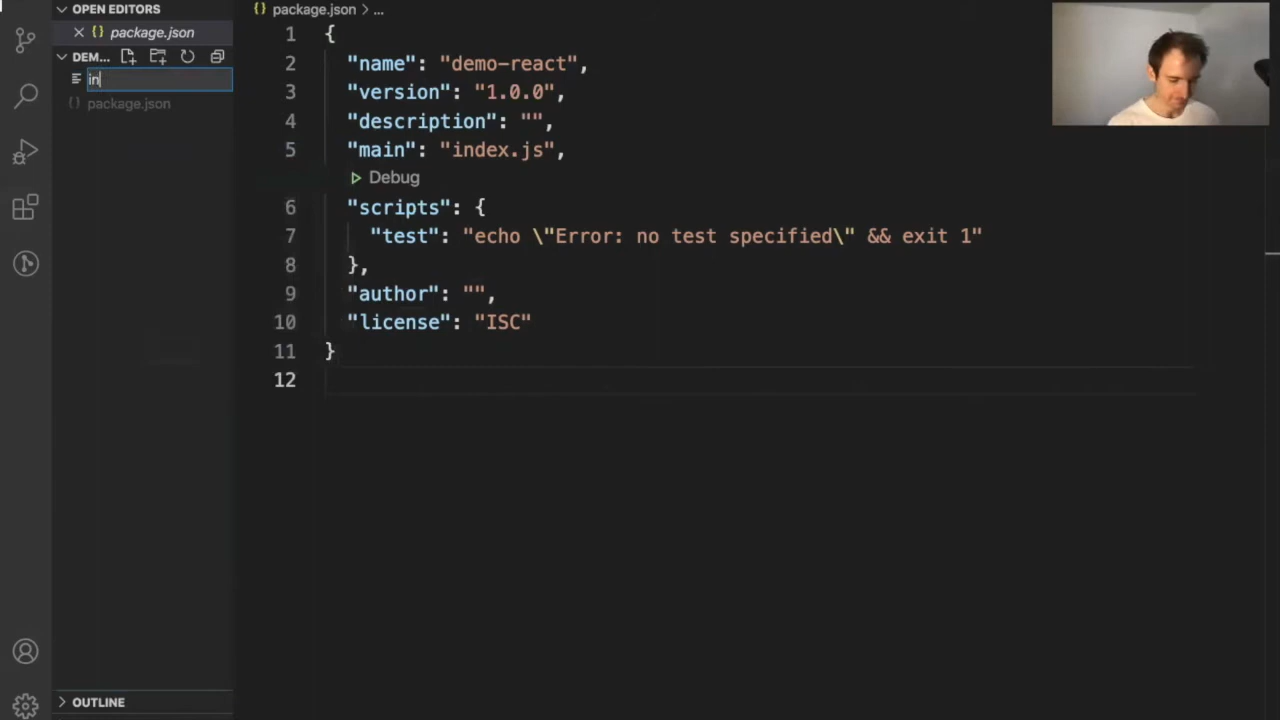 OPEN EDITORS
package.json
DEM...
in
package.json
package.json > ...
1 {
2 "name": "demo-react",
3 "version": "1.0.0",
4 "description": "",
5 "main": "index.js",
Debug
6 "scripts": {
7 "test": "echo \"Error: no test specified\" && exit 1"
8 },
9 "author": "",
10 "license": "ISC"
11 }
12
OUTLINE